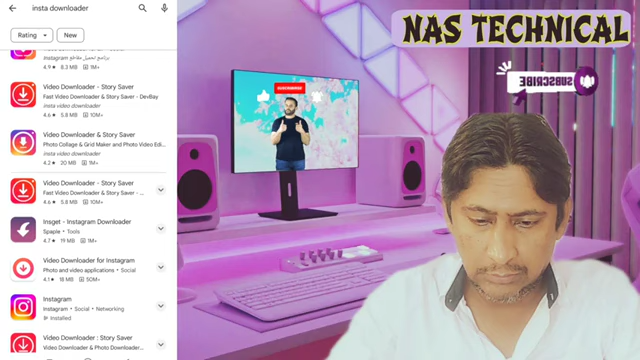 insta downloader
NAS TECHNICAL
Rating
New
Instagram برنامج تحميل مقاطع
4.9★ 8.3 MB 1M+
Video Downloader - Story Saver
Fast Video Downloader & Story Saver - DevBay
insta video downloader
4.6★ 5.8 MB 10M+
Video Downloader & Story Saver
Photo Collage & Grid Maker and Photo Video Edi...
insta video downloader
4.2★ 20 MB 1M+
Video Downloader - Story Saver
Fast Video Downloader & Story Saver - ...
4.6★ 5.8 MB 10M+
Insget - Instagram Downloader
Spaple • Tools
4.7★ 19 MB 1M+
Video Downloader for Instagram
Photo and video applications • Social
4.1★ 18 MB 50M+
Instagram
Instagram • Social • Networking
Installed
Video Downloader : Story Saver
Video Downloader & Photo Downloader...
SUBSCRIBE